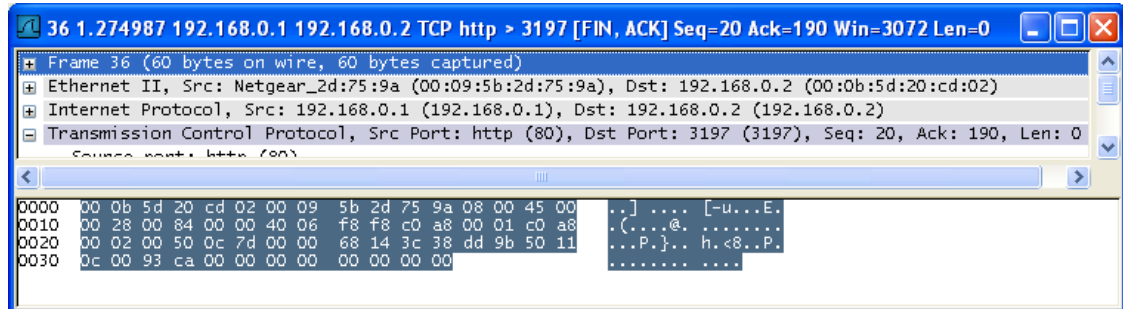 36 1.274987 192.168.0.1 192.168.0.2 TCP http > 3197 [FIN, ACK] Seq=20 Ack=190 Win=3072 Len=0
Frame 36 (60 bytes on wire, 60 bytes captured)
Ethernet II, Src: Netgear_2d:75:9a (00:09:5b:2d:75:9a), Dst: 192.168.0.2 (00:0b:5d:20:cd:02)
Internet Protocol, Src: 192.168.0.1 (192.168.0.1), Dst: 192.168.0.2 (192.168.0.2)
Transmission Control Protocol, Src Port: http (80), Dst Port: 3197 (3197), Seq: 20, Ack: 190, Len: 0
Source port: http (80)
0000 00 0b 5d 20 cd 02 00 09 5b 2d 75 9a 08 00 45 00 ..] .... [-u...E.
0010 00 28 00 84 00 00 40 06 f8 f8 c0 a8 00 01 c0 a8 .(....@. ........
0020 00 02 00 50 0c 7d 00 00 68 14 3c 38 dd 9b 50 11 ...P.}.. h.<8..P.
0030 0c 00 93 ca 00 00 00 00 00 00 00 00 ........ ....